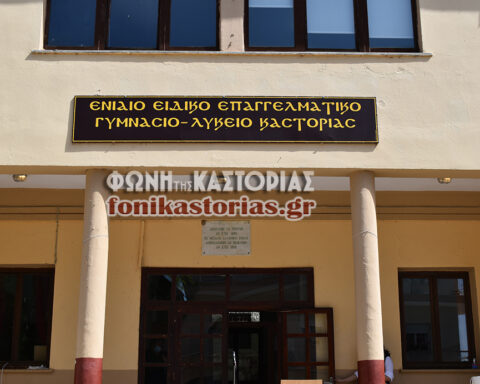 ΕΝΙΑΙΟ ΕΙΔΙΚΟ ΕΠΑΓΓΕΛΜΑΤΙΚΟ
ΓΥΜΝΑΣΙΟ-ΛΥΚΕΙΟ ΚΑΣΤΟΡΙΑΣ
ΦΩΝΗ ΤΗΣ ΚΑΣΤΟΡΙΑΣ
fonikastorias.gr